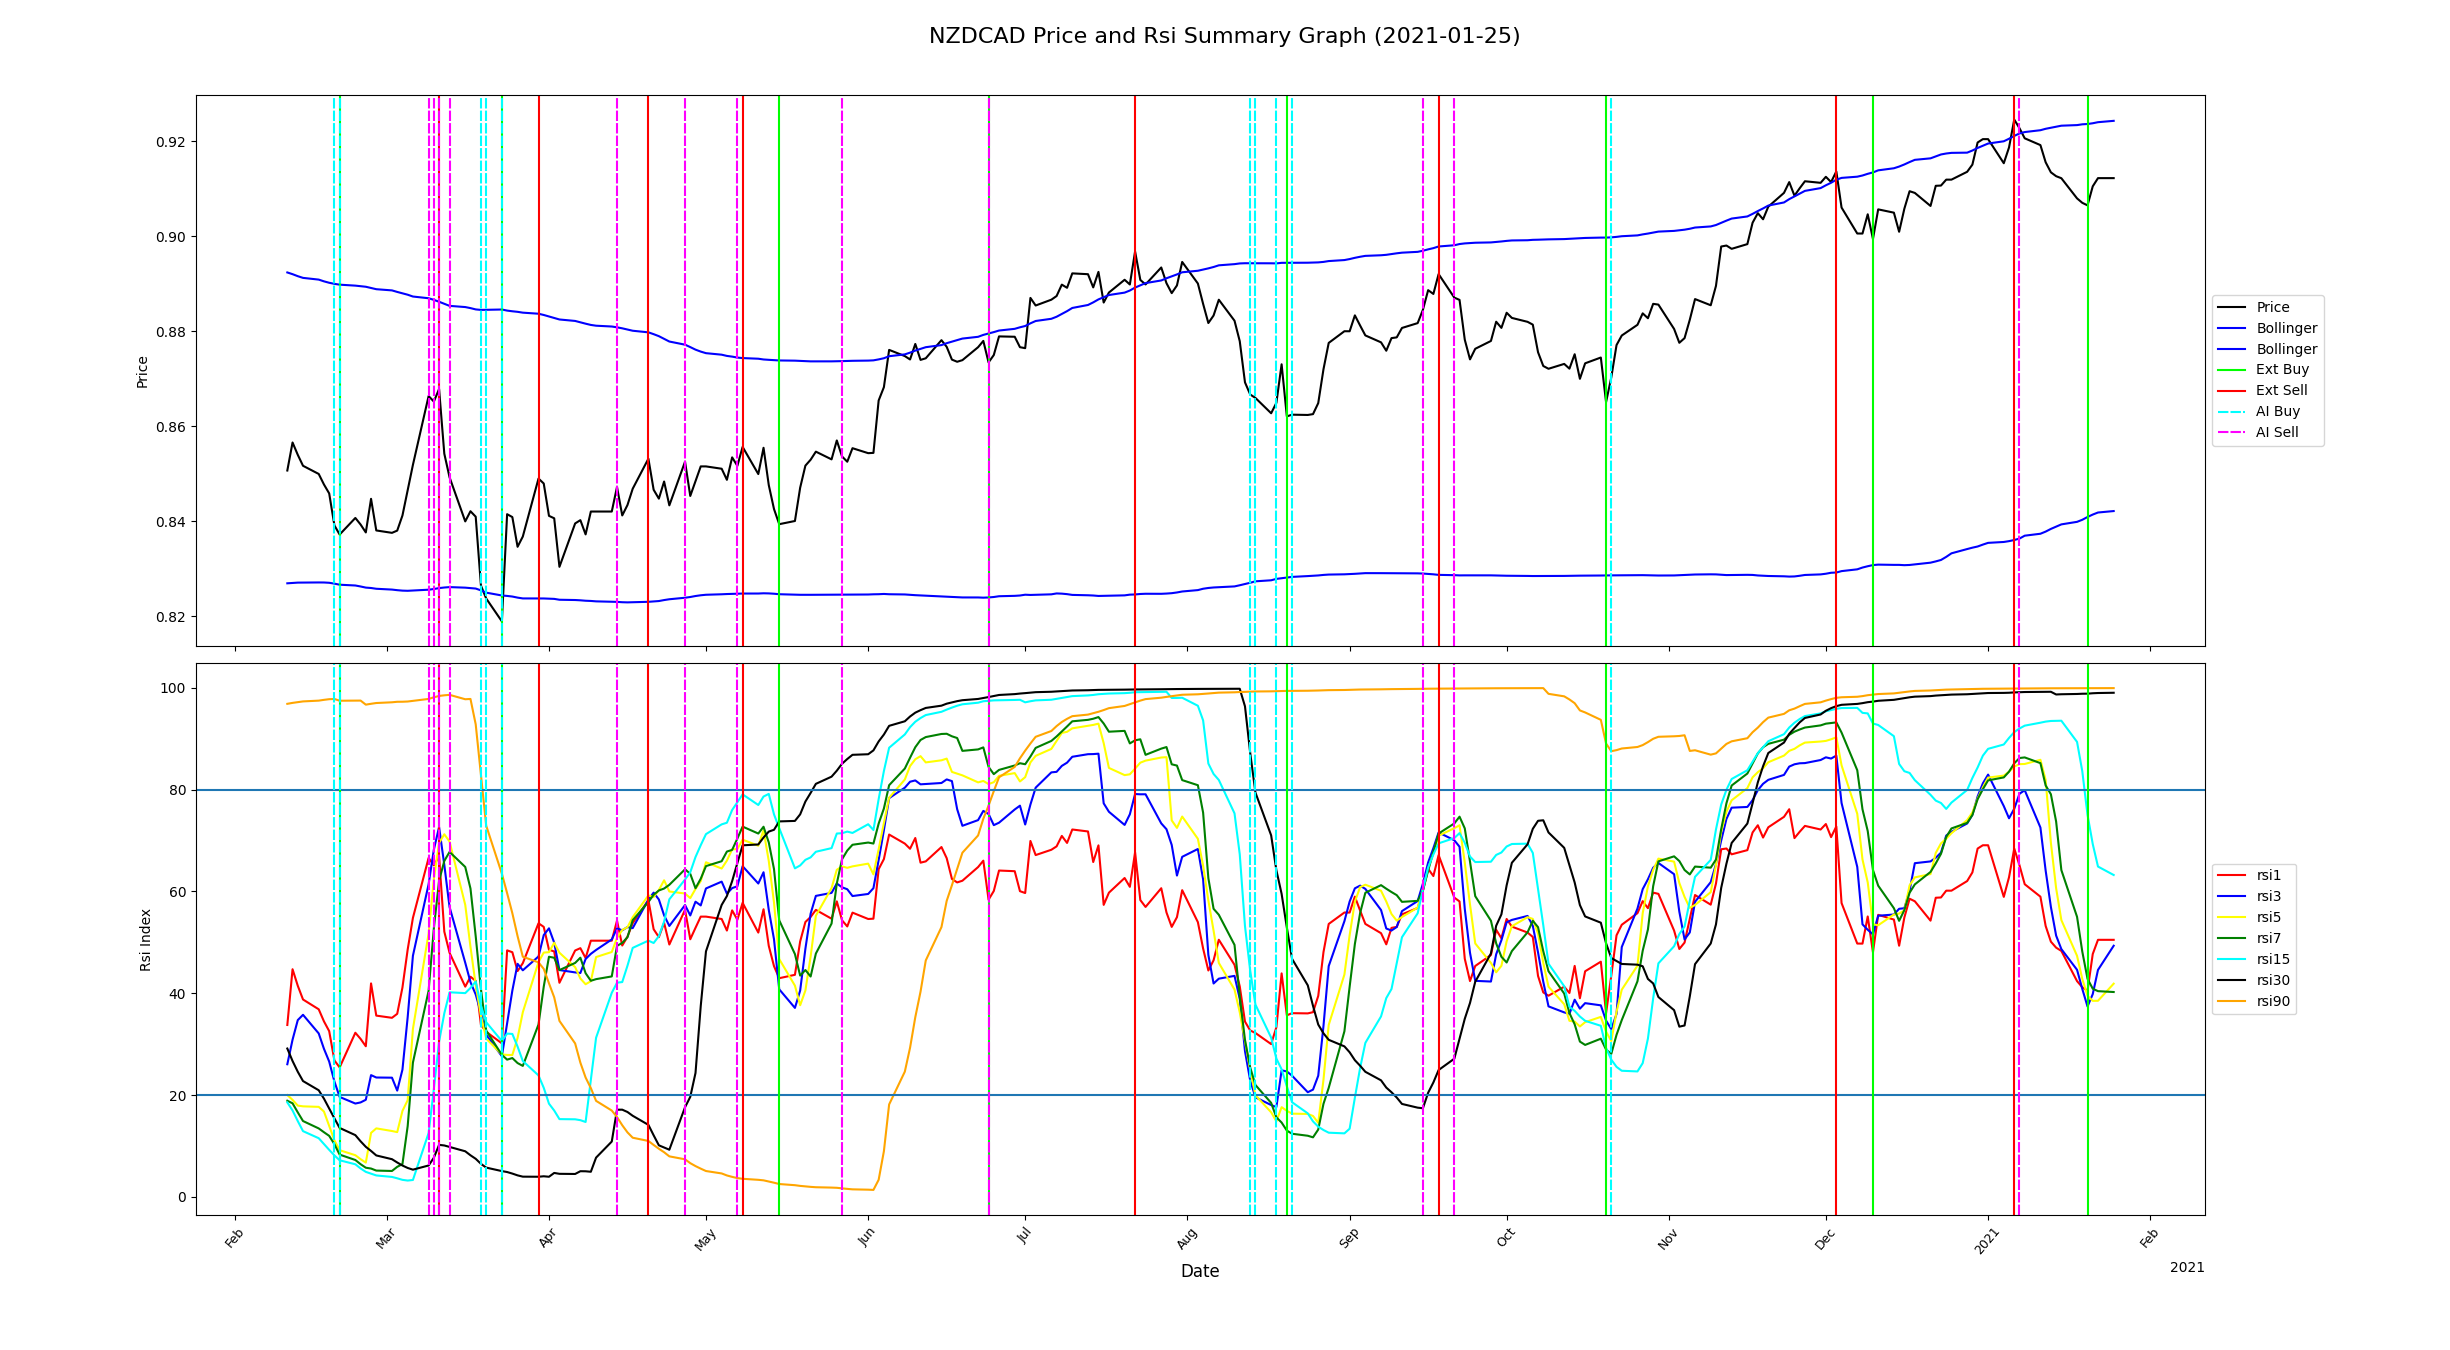 NZDCAD Price and Rsi Summary Graph (2021-01-25)
0.92
0.90
0.88
0.86
0.84
0.82
Price
Price
Bollinger
Bollinger
Ext Buy
Ext Sell
AI Buy
AI Sell
100
80
60
40
20
0
Rsi Index
rsi1
rsi3
rsi5
rsi7
rsi15
rsi30
rsi90
Feb
Mar
Apr
May
Jun
Jul
Aug
Sep
Oct
Nov
Dec
2021
Feb
Date
2021